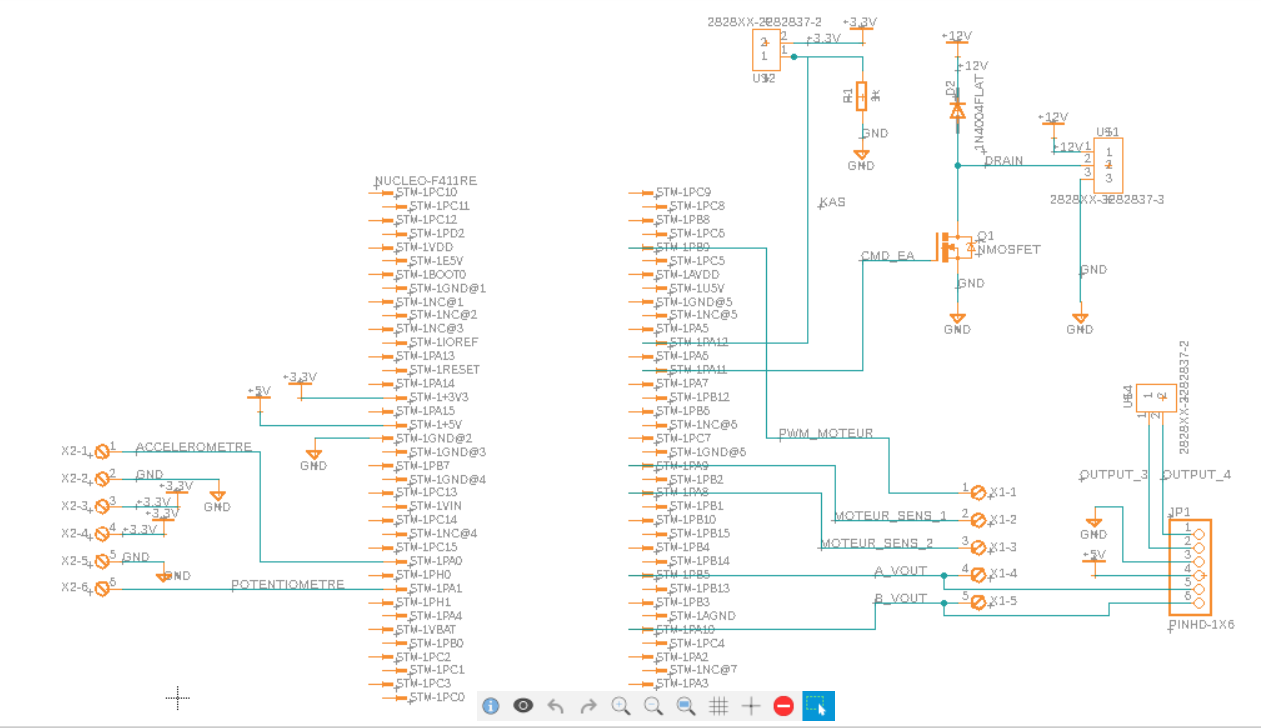 2828XX-2282837-2
+3.3V
+3.3V
2
1
2
1
US2
R1
1k
GND
GND
+12V
+12V
D2
1N4004FLAT
+12V
+12V
US1
1
2
3
1
2
3
2828XX-3282837-3
DRAIN
KAS
CMD_EA
Q1
NMOSFET
GND
GND
GND
GND
NUCLEO-F411RE
STM-1PC10
STM-1PC11
STM-1PC12
STM-1PD2
STM-1VDD
STM-1E5V
STM-1BOOT0
STM-1GND@1
STM-1NC@1
STM-1NC@2
STM-1NC@3
STM-1IOREF
STM-1PA13
STM-1RESET
STM-1PA14
STM-1+3V3
STM-1PA15
STM-1+5V
STM-1GND@2
STM-1GND@3
STM-1PB7
STM-1GND@4
STM-1PC13
STM-1VIN
STM-1PC14
STM-1NC@4
STM-1PC15
STM-1PA0
STM-1PH0
STM-1PA1
STM-1PH1
STM-1PA4
STM-1VBAT
STM-1PB0
STM-1PC2
STM-1PC1
STM-1PC3
STM-1PC0
STM-1PC9
STM-1PC8
STM-1PB8
STM-1PC6
STM-1PB9
STM-1PC5
STM-1AVDD
STM-1U5V
STM-1GND@5
STM-1NC@5
STM-1PA5
STM-1PA12
STM-1PA6
STM-1PA11
STM-1PA7
STM-1PB12
STM-1PB6
STM-1NC@6
STM-1PC7
STM-1GND@6
STM-1PA9
STM-1PB2
STM-1PA8
STM-1PB1
STM-1PB10
STM-1PB15
STM-1PB4
STM-1PB14
STM-1PB5
STM-1PB13
STM-1PB3
STM-1AGND
STM-1PA10
STM-1PC4
STM-1PA2
STM-1NC@7
STM-1PA3
+3.3V
+5V
GND
X2-1
1
ACCELEROMETRE
X2-2
2
GND
GND
X2-3
3
+3.3V
+3.3V
X2-4
4
+3.3V
+3.3V
X2-5
5
GND
GND
X2-6
6
POTENTIOMETRE
PWM_MOTEUR
1
X1-1
MOTEUR_SENS_1
2
X1-2
MOTEUR_SENS_2
3
X1-3
A_VOUT
4
X1-4
B_VOUT
5
X1-5
US4
1
2
1
2
2828XX-2282837-2
OUTPUT_3
OUTPUT_4
GND
+5V
JP1
1
2
3
4
5
6
PINHD-1X6